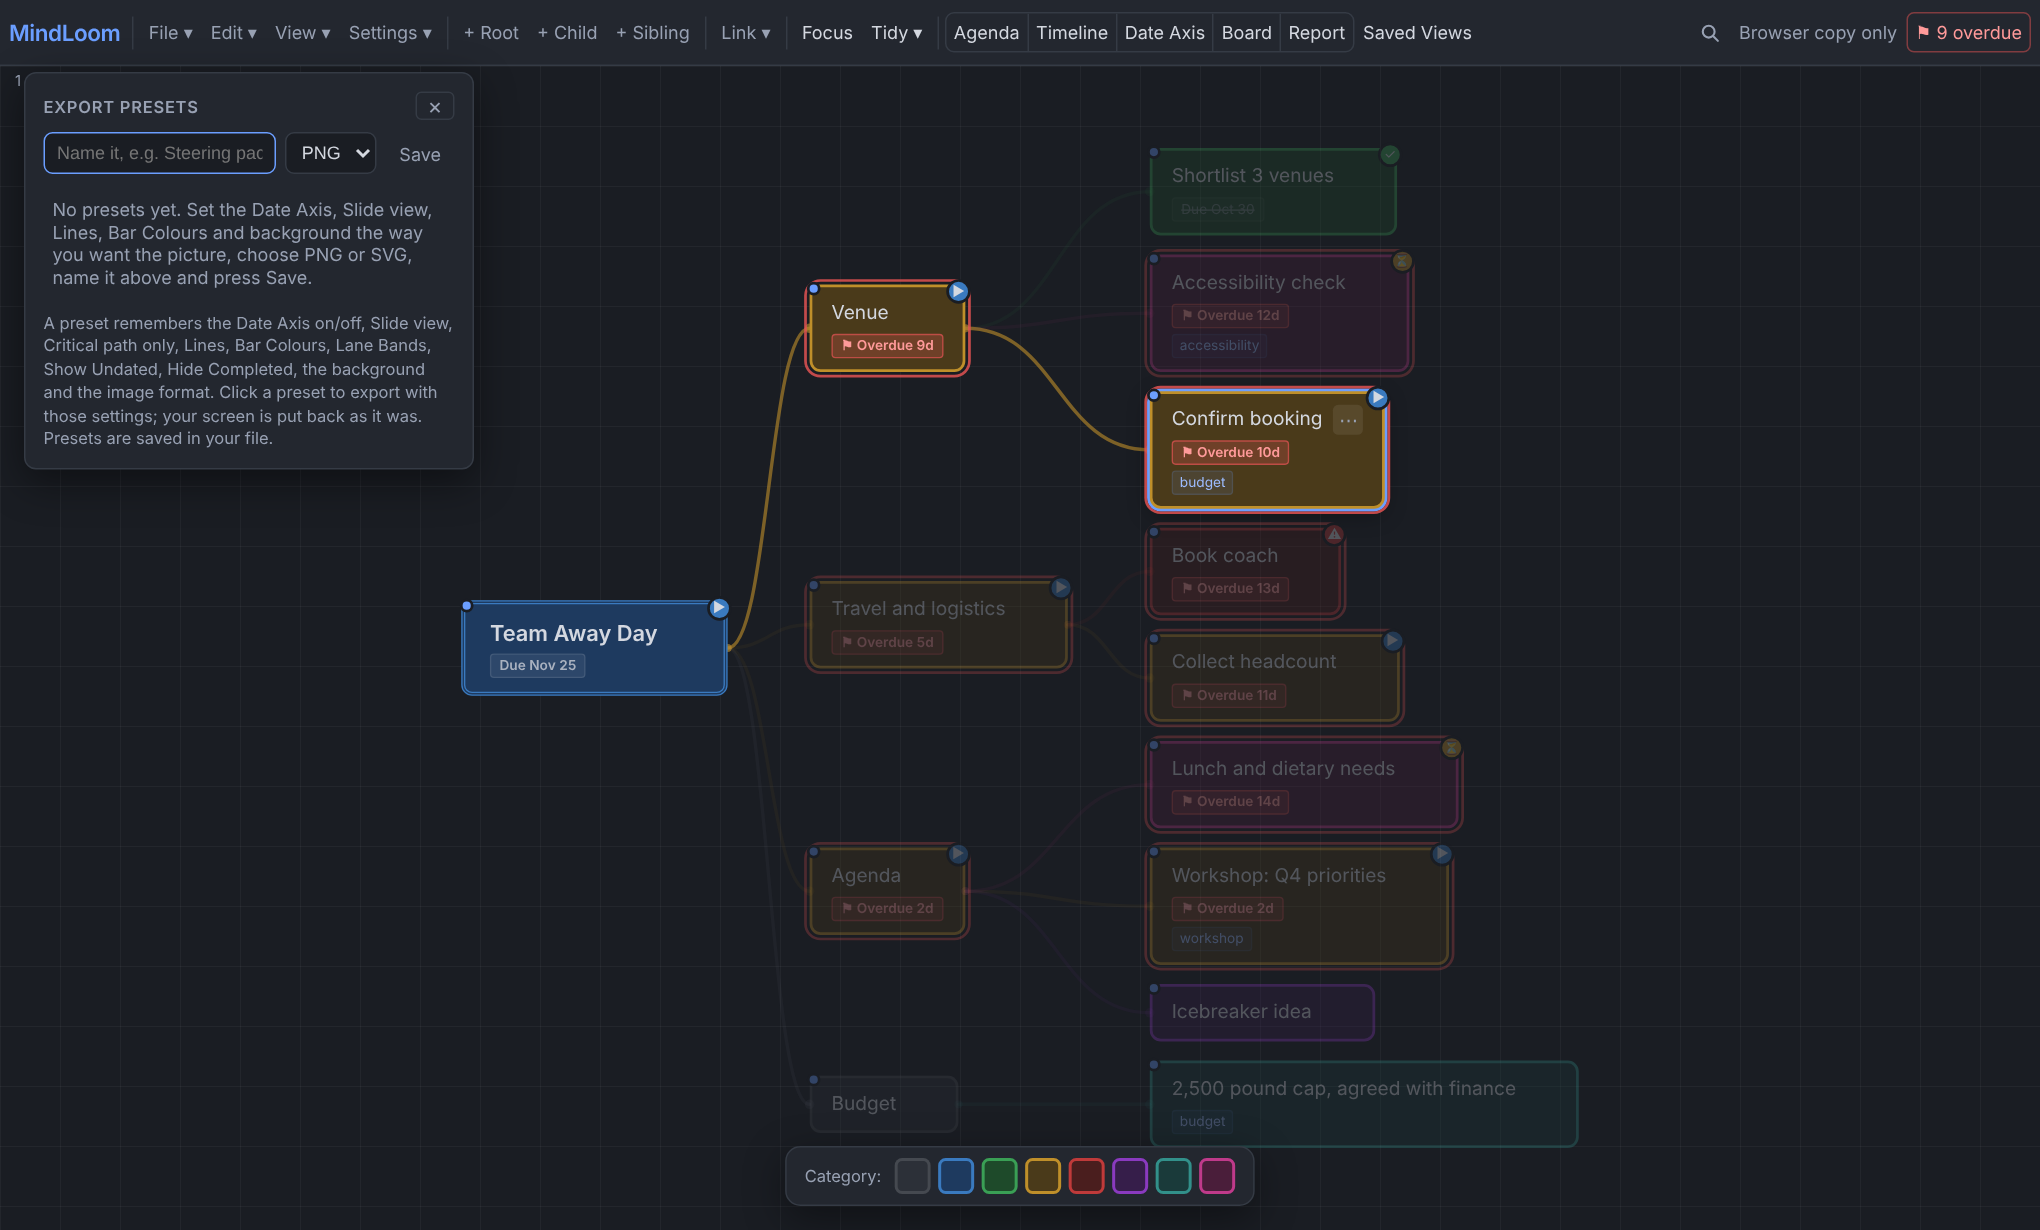 MindLoom File ▾ Edit ▾ View ▾ Settings ▾ + Root + Child + Sibling Link ▾ Focus Tidy ▾ Agenda Timeline Date Axis Board Report Saved Views Browser copy only ⚑ 9 overdue
1
EXPORT PRESETS ×
Name it, e.g. Steering pac PNG Save
No presets yet. Set the Date Axis, Slide view,
Lines, Bar Colours and background the way
you want the picture, choose PNG or SVG,
name it above and press Save.
A preset remembers the Date Axis on/off, Slide view,
Critical path only, Lines, Bar Colours, Lane Bands,
Show Undated, Hide Completed, the background
and the image format. Click a preset to export with
those settings; your screen is put back as it was.
Presets are saved in your file.
Shortlist 3 venues
Due Oct 30
Accessibility check
⚑ Overdue 12d
accessibility
Venue
⚑ Overdue 9d
Confirm booking ...
⚑ Overdue 10d
budget
Book coach
⚑ Overdue 13d
Team Away Day
Due Nov 25
Travel and logistics
⚑ Overdue 5d
Collect headcount
⚑ Overdue 11d
Lunch and dietary needs
⚑ Overdue 14d
Agenda
⚑ Overdue 2d
Workshop: Q4 priorities
⚑ Overdue 2d
workshop
Icebreaker idea
Budget
2,500 pound cap, agreed with finance
budget
Category: